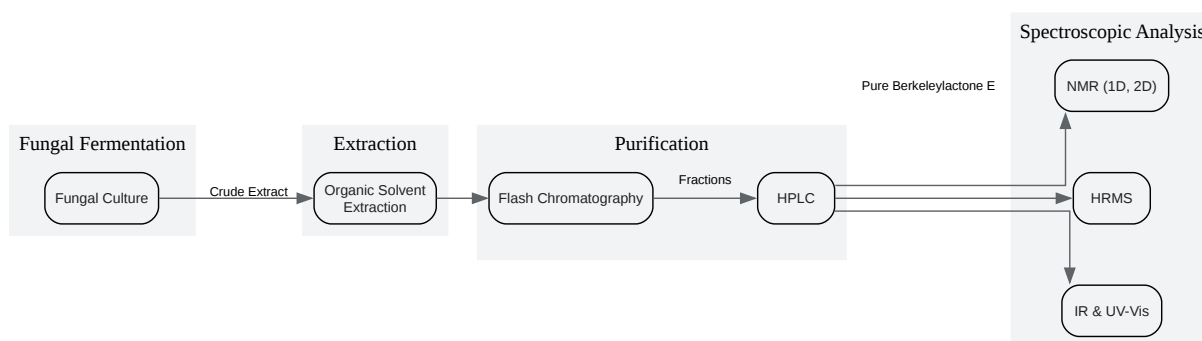 Fungal Fermentation
Fungal Culture
Crude Extract
Extraction
Organic Solvent
Extraction
Purification
Flash Chromatography
Fractions
HPLC
Pure Berkeleylactone E
Spectroscopic Analysis
NMR (1D, 2D)
HRMS
IR & UV-Vis